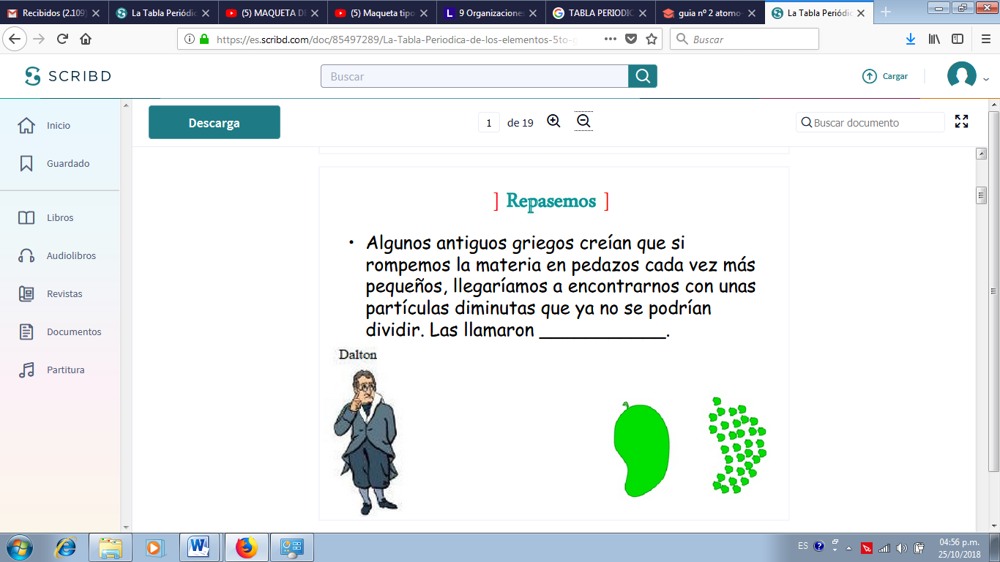 Recibidos (2.109)
La Tabla Periódic
(5) MAQUETA DE
(5) Maqueta tipo
9 Organizaciones
TABLA PERIODIC
guia nº 2 atomo-
La Tabla Periódic
https://es.scribd.com/doc/85497289/La-Tabla-Periodica-de-los-elementos-5to-g
Buscar
SCRIBD
Buscar
Cargar
Inicio
Guardado
Libros
Audiolibros
Revistas
Documentos
Partitura
Descarga
1 de 19
Buscar documento
] Repasemos ]
• Algunos antiguos griegos creían que si
rompemos la materia en pedazos cada vez más
pequeños, llegaríamos a encontrarnos con unas
partículas diminutas que ya no se podrían
dividir. Las llamaron ____________.
Dalton
ES
04:56 p.m.
25/10/2018